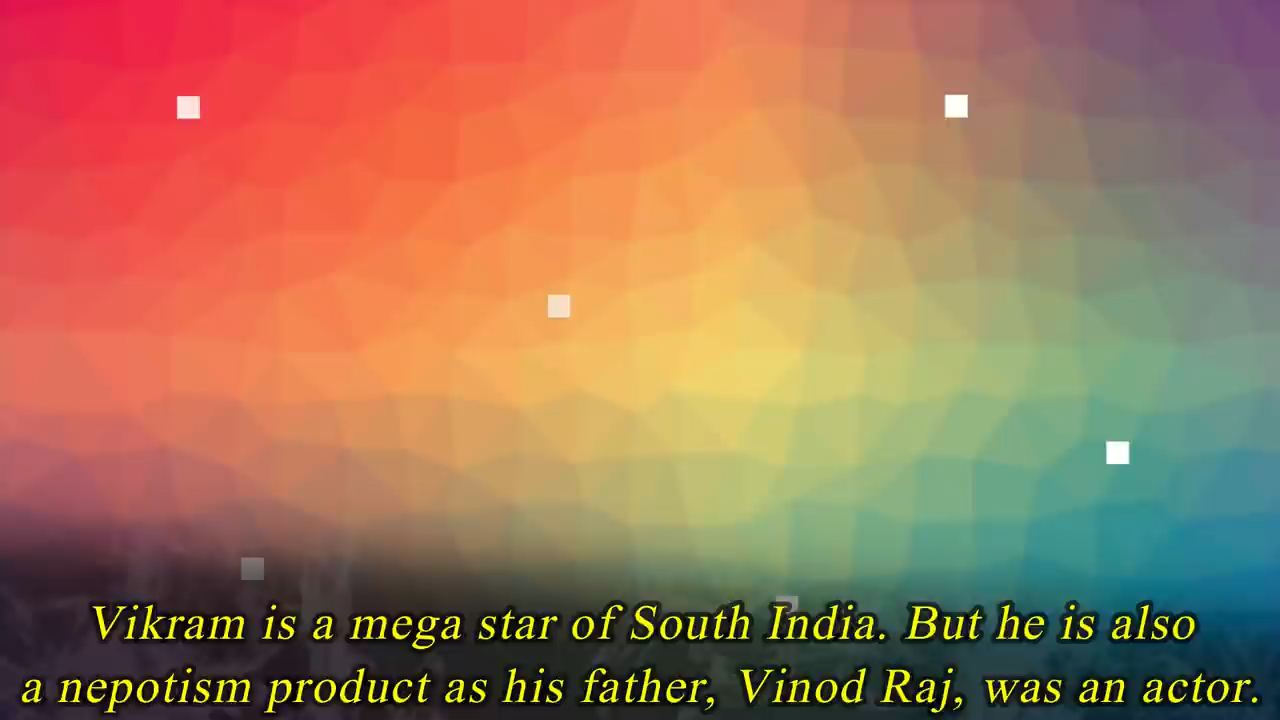 Vikram is a mega star of South India. But he is also
a nepotism product as his father, Vinod Raj, was an actor.